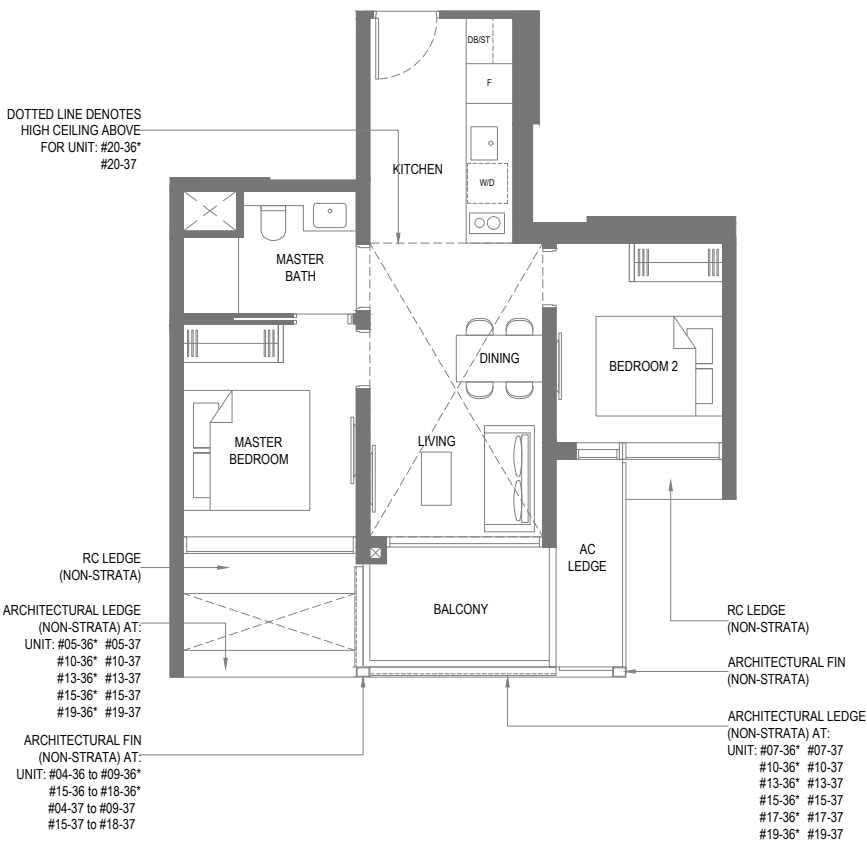 DB/ST
F
DOTTED LINE DENOTES
HIGH CEILING ABOVE
FOR UNIT: #20-36*
#20-37
KITCHEN
W/D
MASTER
BATH
DINING
BEDROOM 2
MASTER
BEDROOM
LIVING
RC LEDGE
(NON-STRATA)
AC
LEDGE
BALCONY
ARCHITECTURAL LEDGE
(NON-STRATA) AT:
UNIT: #05-36* #05-37
#10-36* #10-37
#13-36* #13-37
#15-36* #15-37
#19-36* #19-37
RC LEDGE
(NON-STRATA)
ARCHITECTURAL FIN
(NON-STRATA)
ARCHITECTURAL FIN
(NON-STRATA) AT:
UNIT: #04-36 to #09-36*
#15-36 to #18-36*
#04-37 to #09-37
#15-37 to #18-37
ARCHITECTURAL LEDGE
(NON-STRATA) AT:
UNIT: #07-36* #07-37
#10-36* #10-37
#13-36* #13-37
#15-36* #15-37
#17-36* #17-37
#19-36* #19-37